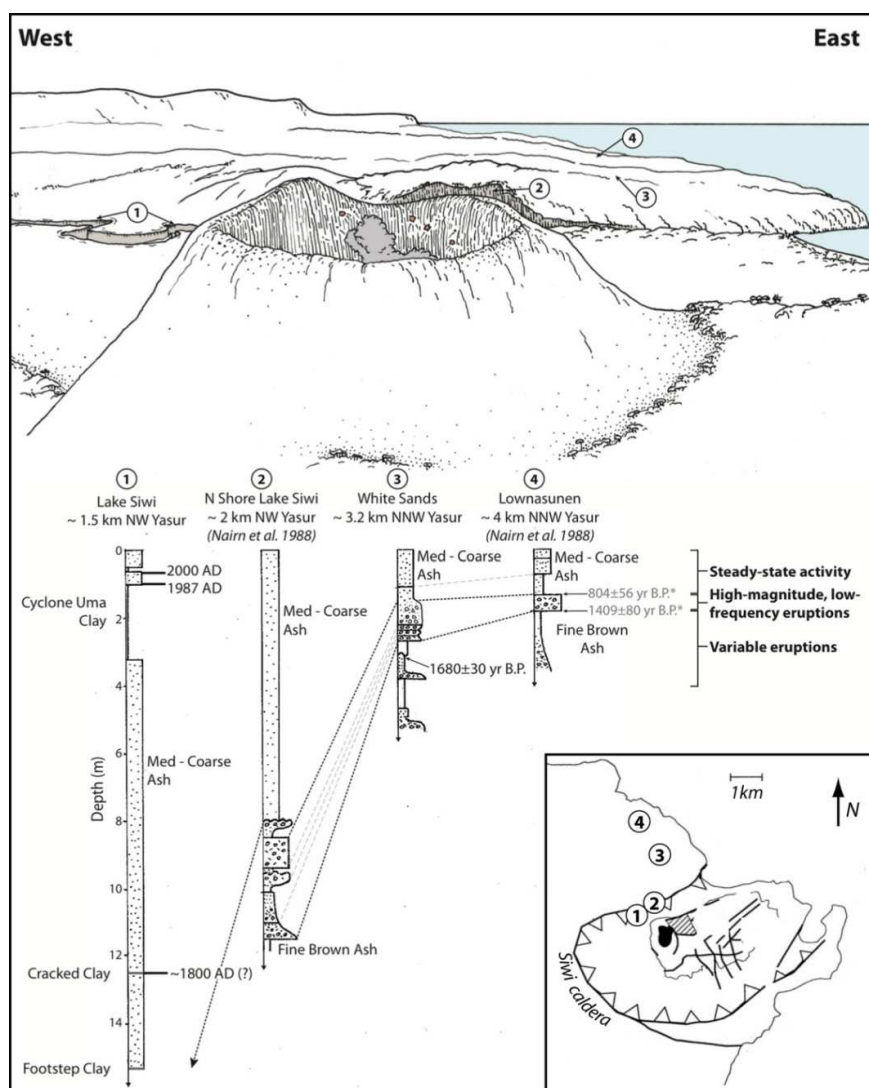 West
East
4
3
2
1
1
Lake Siwi
~ 1.5 km NW Yasur
2
N Shore Lake Siwi
~ 2 km NW Yasur
(Nairn et al. 1988)
3
White Sands
~ 3.2 km NNW Yasur
4
Lownasunen
~ 4 km NNW Yasur
(Nairn et al. 1988)
Depth (m)
0
2
4
6
8
10
12
14
2000 AD
1987 AD
Cyclone Uma
Clay
Med - Coarse
Ash
Cracked Clay
~1800 AD (?)
Footstep Clay
Med - Coarse
Ash
Fine Brown Ash
Med - Coarse
Ash
1680±30 yr B.P.
Med - Coarse
Ash
804±56 yr B.P.*
1409±80 yr B.P.*
Fine Brown
Ash
Steady-state activity
High-magnitude, low-
frequency eruptions
Variable eruptions
1km
N
4
3
2
1
Siwi caldera